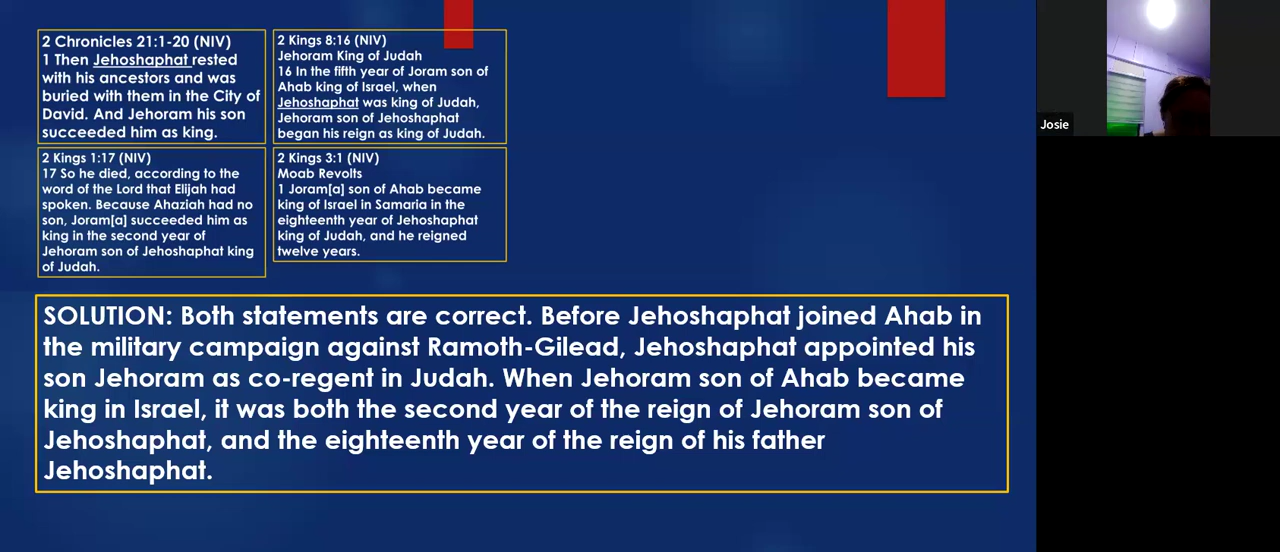 2 Chronicles 21:1-20 (NIV)
1 Then Jehoshaphat rested
with his ancestors and was
buried with them in the City of
David. And Jehoram his son
succeeded him as king.
2 Kings 8:16 (NIV)
Jehoram King of Judah
16 In the fifth year of Joram son of
Ahab king of Israel, when
Jehoshaphat was king of Judah,
Jehoram son of Jehoshaphat
began his reign as king of Judah.
2 Kings 1:17 (NIV)
17 So he died, according to the
word of the Lord that Elijah had
spoken. Because Ahaziah had no
son, Joram[a] succeeded him as
king in the second year of
Jehoram son of Jehoshaphat king
of Judah.
2 Kings 3:1 (NIV)
Moab Revolts
1 Joram[a] son of Ahab became
king of Israel in Samaria in the
eighteenth year of Jehoshaphat
king of Judah, and he reigned
twelve years.
SOLUTION: Both statements are correct. Before Jehoshaphat joined Ahab in
the military campaign against Ramoth-Gilead, Jehoshaphat appointed his
son Jehoram as co-regent in Judah. When Jehoram son of Ahab became
king in Israel, it was both the second year of the reign of Jehoram son of
Jehoshaphat, and the eighteenth year of the reign of his father
Jehoshaphat.
Josie